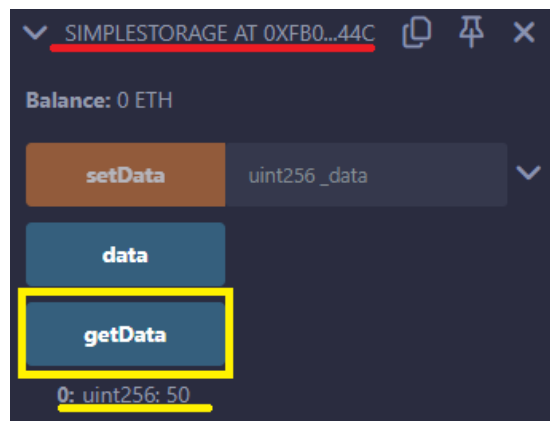 SIMPLESTORAGE AT 0XFB0...44C
Balance: 0 ETH
setData uint256 _data
data
getData
0: uint256: 50